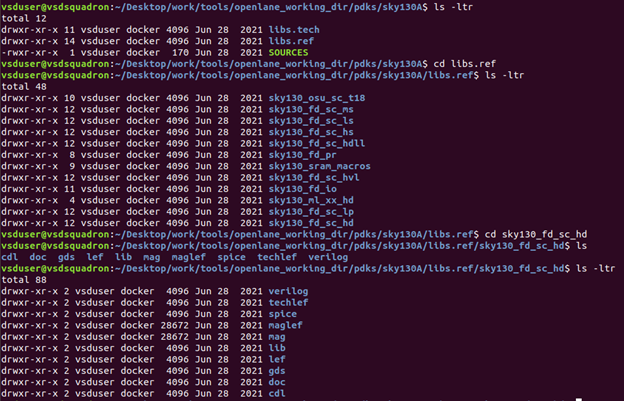 vsduser@vsdsquadron:~/Desktop/work/tools/openlane_working_dir/pdks/sky130A$ ls -ltr
total 12
drwxr-xr-x 11 vsduser docker 4096 Jun 28  2021 libs.tech
drwxr-xr-x 14 vsduser docker 4096 Jun 28  2021 libs.ref
-rwxr-xr-x  1 vsduser docker  170 Jun 28  2021 SOURCES
vsduser@vsdsquadron:~/Desktop/work/tools/openlane_working_dir/pdks/sky130A$ cd libs.ref
vsduser@vsdsquadron:~/Desktop/work/tools/openlane_working_dir/pdks/sky130A/libs.ref$ ls -ltr
total 48
drwxr-xr-x 10 vsduser docker 4096 Jun 28  2021 sky130_osu_sc_t18
drwxr-xr-x 12 vsduser docker 4096 Jun 28  2021 sky130_fd_sc_ms
drwxr-xr-x 12 vsduser docker 4096 Jun 28  2021 sky130_fd_sc_ls
drwxr-xr-x 12 vsduser docker 4096 Jun 28  2021 sky130_fd_sc_hs
drwxr-xr-x 12 vsduser docker 4096 Jun 28  2021 sky130_fd_sc_hdll
drwxr-xr-x  8 vsduser docker 4096 Jun 28  2021 sky130_fd_pr
drwxr-xr-x  9 vsduser docker 4096 Jun 28  2021 sky130_sram_macros
drwxr-xr-x 12 vsduser docker 4096 Jun 28  2021 sky130_fd_sc_hvl
drwxr-xr-x 11 vsduser docker 4096 Jun 28  2021 sky130_fd_io
drwxr-xr-x  4 vsduser docker 4096 Jun 28  2021 sky130_ml_xx_hd
drwxr-xr-x 12 vsduser docker 4096 Jun 28  2021 sky130_fd_sc_lp
drwxr-xr-x 12 vsduser docker 4096 Jun 28  2021 sky130_fd_sc_hd
vsduser@vsdsquadron:~/Desktop/work/tools/openlane_working_dir/pdks/sky130A/libs.ref$ cd sky130_fd_sc_hd
vsduser@vsdsquadron:~/Desktop/work/tools/openlane_working_dir/pdks/sky130A/libs.ref/sky130_fd_sc_hd$ ls
cdl  doc  gds  lef  lib  mag  maglef  spice  techlef  verilog
vsduser@vsdsquadron:~/Desktop/work/tools/openlane_working_dir/pdks/sky130A/libs.ref/sky130_fd_sc_hd$ ls -ltr
total 88
drwxr-xr-x 2 vsduser docker  4096 Jun 28  2021 verilog
drwxr-xr-x 2 vsduser docker  4096 Jun 28  2021 techlef
drwxr-xr-x 2 vsduser docker  4096 Jun 28  2021 spice
drwxr-xr-x 2 vsduser docker 28672 Jun 28  2021 maglef
drwxr-xr-x 2 vsduser docker 28672 Jun 28  2021 mag
drwxr-xr-x 2 vsduser docker  4096 Jun 28  2021 lib
drwxr-xr-x 2 vsduser docker  4096 Jun 28  2021 lef
drwxr-xr-x 2 vsduser docker  4096 Jun 28  2021 gds
drwxr-xr-x 2 vsduser docker  4096 Jun 28  2021 doc
drwxr-xr-x 2 vsduser docker  4096 Jun 28  2021 cdl